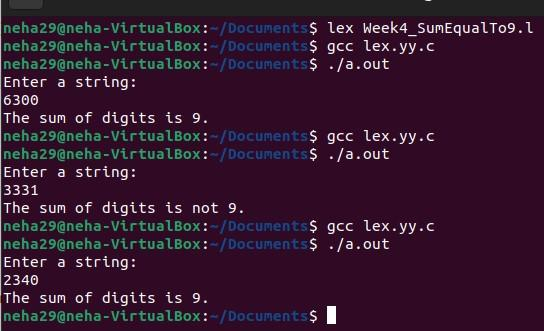 neha29@neha-VirtualBox:~/Documents$ lex Week4_SumEqualTo9.l
neha29@neha-VirtualBox:~/Documents$ gcc lex.yy.c
neha29@neha-VirtualBox:~/Documents$ ./a.out
Enter a string:
6300
The sum of digits is 9.
neha29@neha-VirtualBox:~/Documents$ gcc lex.yy.c
neha29@neha-VirtualBox:~/Documents$ ./a.out
Enter a string:
3331
The sum of digits is not 9.
neha29@neha-VirtualBox:~/Documents$ gcc lex.yy.c
neha29@neha-VirtualBox:~/Documents$ ./a.out
Enter a string:
2340
The sum of digits is 9.
neha29@neha-VirtualBox:~/Documents$